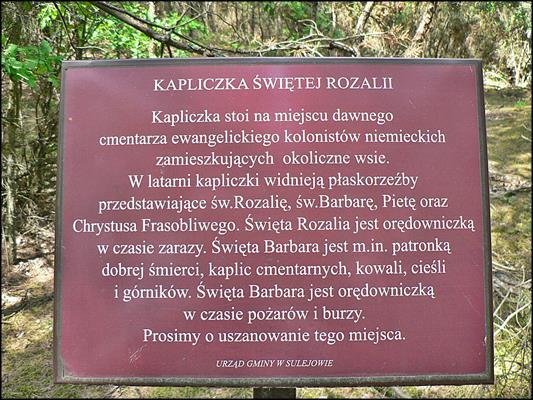 KAPLICZKA ŚWIĘTEJ ROZALII
Kapliczka stoi na miejscu dawnego
cmentarza ewangelickiego kolonistów niemieckich
zamieszkujących okoliczne wsie.
W latarni kapliczki widnieją płaskorzeźby
przedstawiające św.Rozalię, św.Barbarę, Pietę oraz
Chrystusa Frasobliwego. Święta Rozalia jest orędowniczką
w czasie zarazy. Święta Barbara jest m.in. patronką
dobrej śmierci, kaplic cmentarnych, kowali, cieśli
i górników. Święta Barbara jest orędowniczką
w czasie pożarów i burzy.
Prosimy o uszanowanie tego miejsca.
URZĄD GMINY W SULEJOWIE